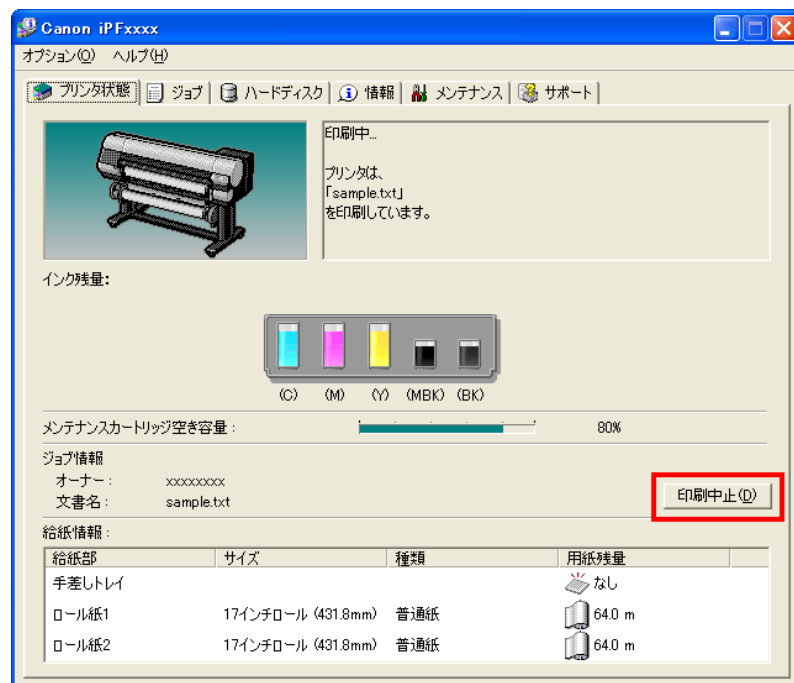 Canon iPFxxxx
オプション(O) ヘルプ(H)
プリンタ状態 ジョブ ハードディスク 情報 メンテナンス サポート
印刷中...
プリンタは、
「sample.txt」
を印刷しています。
インク残量:
(C) (M) (Y) (MBK) (BK)
メンテナンスカートリッジ空き容量 : 80%
ジョブ情報
オーナー : xxxxxxxx
文書名 : sample.txt
印刷中止(D)
給紙情報 :
給紙部 サイズ 種類 用紙残量
手差しトレイ なし
ロール紙1 17インチロール (431.8mm) 普通紙 64.0 m
ロール紙2 17インチロール (431.8mm) 普通紙 64.0 m